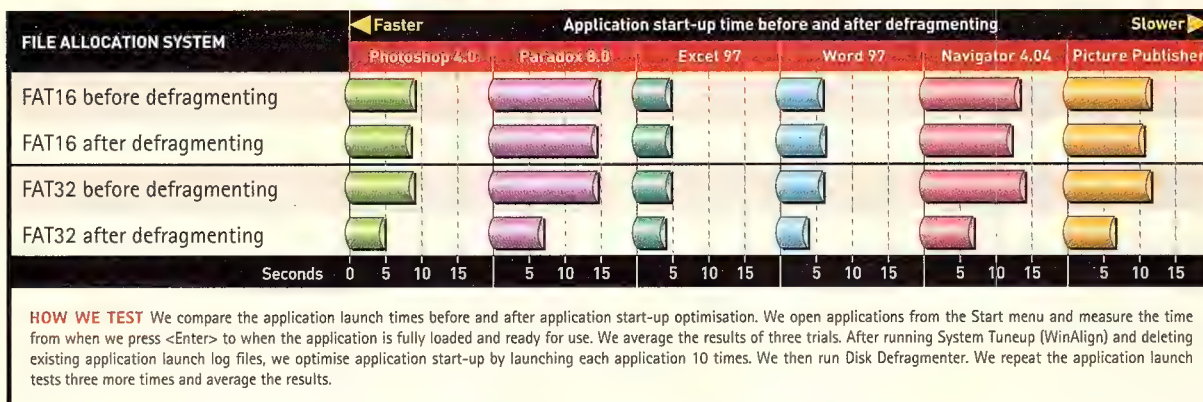 Faster Application start-up time before and after defragmenting Slower
FILE ALLOCATION SYSTEM
Photoshop 4.0 Paradox 8.0 Excel 97 Word 97 Navigator 4.04 Picture Publisher
FAT16 before defragmenting
FAT16 after defragmenting
FAT32 before defragmenting
FAT32 after defragmenting
Seconds 0 5 10 15 5 10 15 5 10 15 5 10 15 5 10 15 5 10 15
HOW WE TEST We compare the application launch times before and after application start-up optimisation. We open applications from the Start menu and measure the time
from when we press <Enter> to when the application is fully loaded and ready for use. We average the results of three trials. After running System Tuneup (WinAlign) and deleting
existing application launch log files, we optimise application start-up by launching each application 10 times. We then run Disk Defragmenter. We repeat the application launch
tests three more times and average the results.